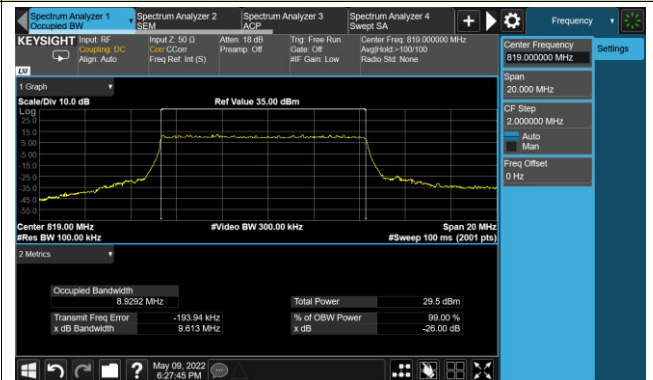 Spectrum Analyzer 1
Occupied BW
Spectrum Analyzer 2
SEM
Spectrum Analyzer 3
ACP
Spectrum Analyzer 4
Swept SA
Frequency
KEYSIGHT
Input: RF
Coupling: DC
Align: Auto
Input Z: 50 Ω
Corr CCorr
Freq Ref: Int (S)
Atten: 18 dB
Preamp: Off
Trig: Free Run
Gate: Off
#IF Gain: Low
Center Freq: 819.000000 MHz
Avg|Hold:>100/100
Radio Std: None
LXI
Center Frequency
819.000000 MHz
Settings
Span
20.000 MHz
CF Step
2.000000 MHz
Auto
Man
Freq Offset
0 Hz
1 Graph
Scale/Div 10.0 dB
Ref Value 35.00 dBm
Log
25.0
15.0
5.00
-5.00
-15.0
-25.0
-35.0
-45.0
-55.0
Center 819.00 MHz
#Video BW 300.00 kHz
Span 20 MHz
#Res BW 100.00 kHz
#Sweep 100 ms (2001 pts)
2 Metrics
Occupied Bandwidth
8.9292 MHz
Total Power
29.5 dBm
Transmit Freq Error
-193.94 kHz
% of OBW Power
99.00 %
x dB Bandwidth
9.613 MHz
x dB
-26.00 dB
?
May 09, 2022
6:27:45 PM